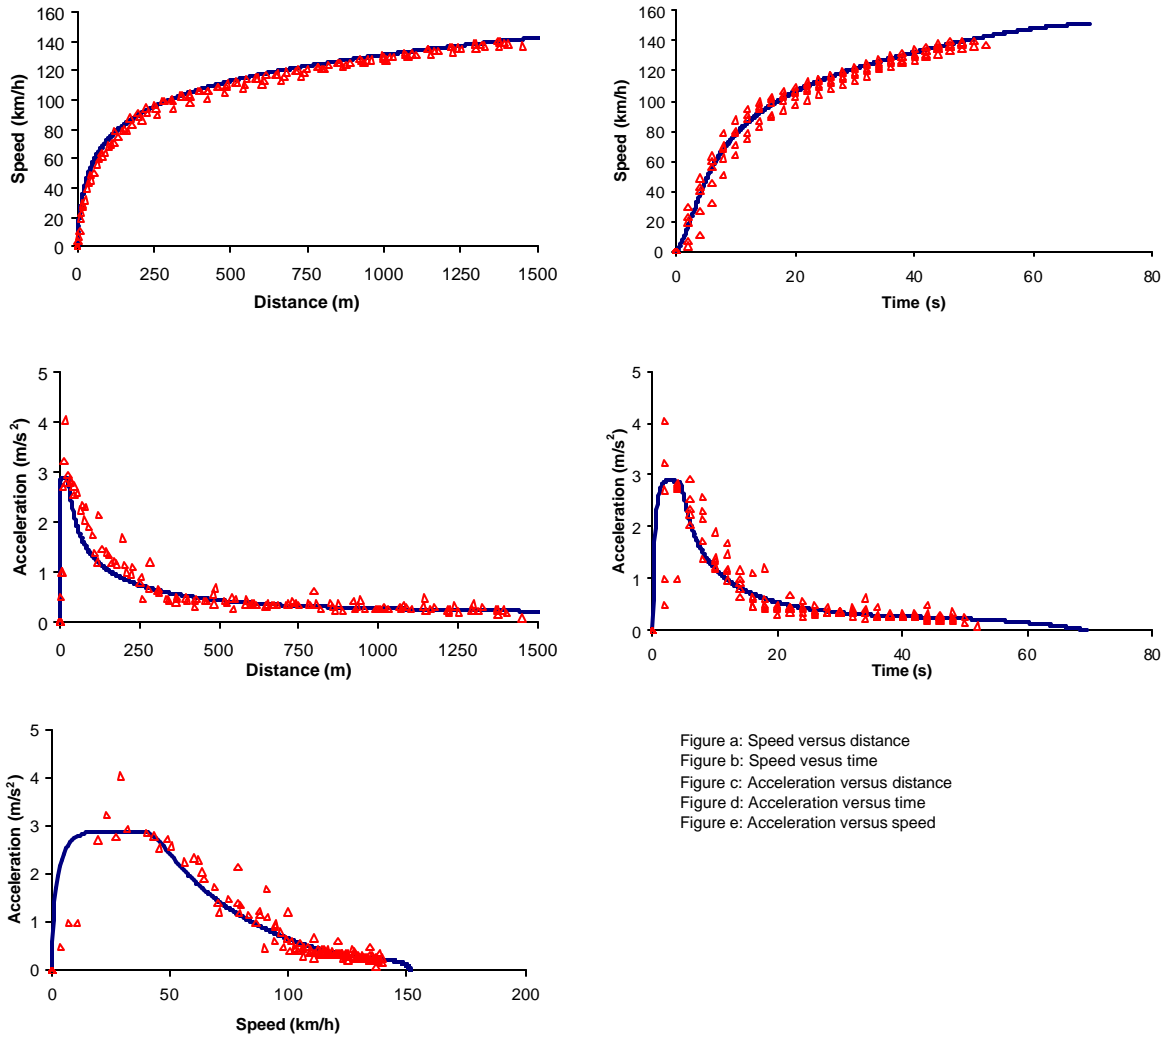 160
140
120
100
80
60
40
20
0
Speed (km/h)
0 250 500 750 1000 1250 1500
Distance (m)
160
140
120
100
80
60
40
20
0
Speed (km/h)
0 20 40 60 80
Time (s)
5
4
3
2
1
0
Acceleration (m/s²)
0 250 500 750 1000 1250 1500
Distance (m)
5
4
3
2
1
0
Acceleration (m/s²)
0 20 40 60 80
Time (s)
5
4
3
2
1
0
Acceleration (m/s²)
0 50 100 150 200
Speed (km/h)
Figure a: Speed versus distance
Figure b: Speed vesus time
Figure c: Acceleration versus distance
Figure d: Acceleration versus time
Figure e: Acceleration versus speed